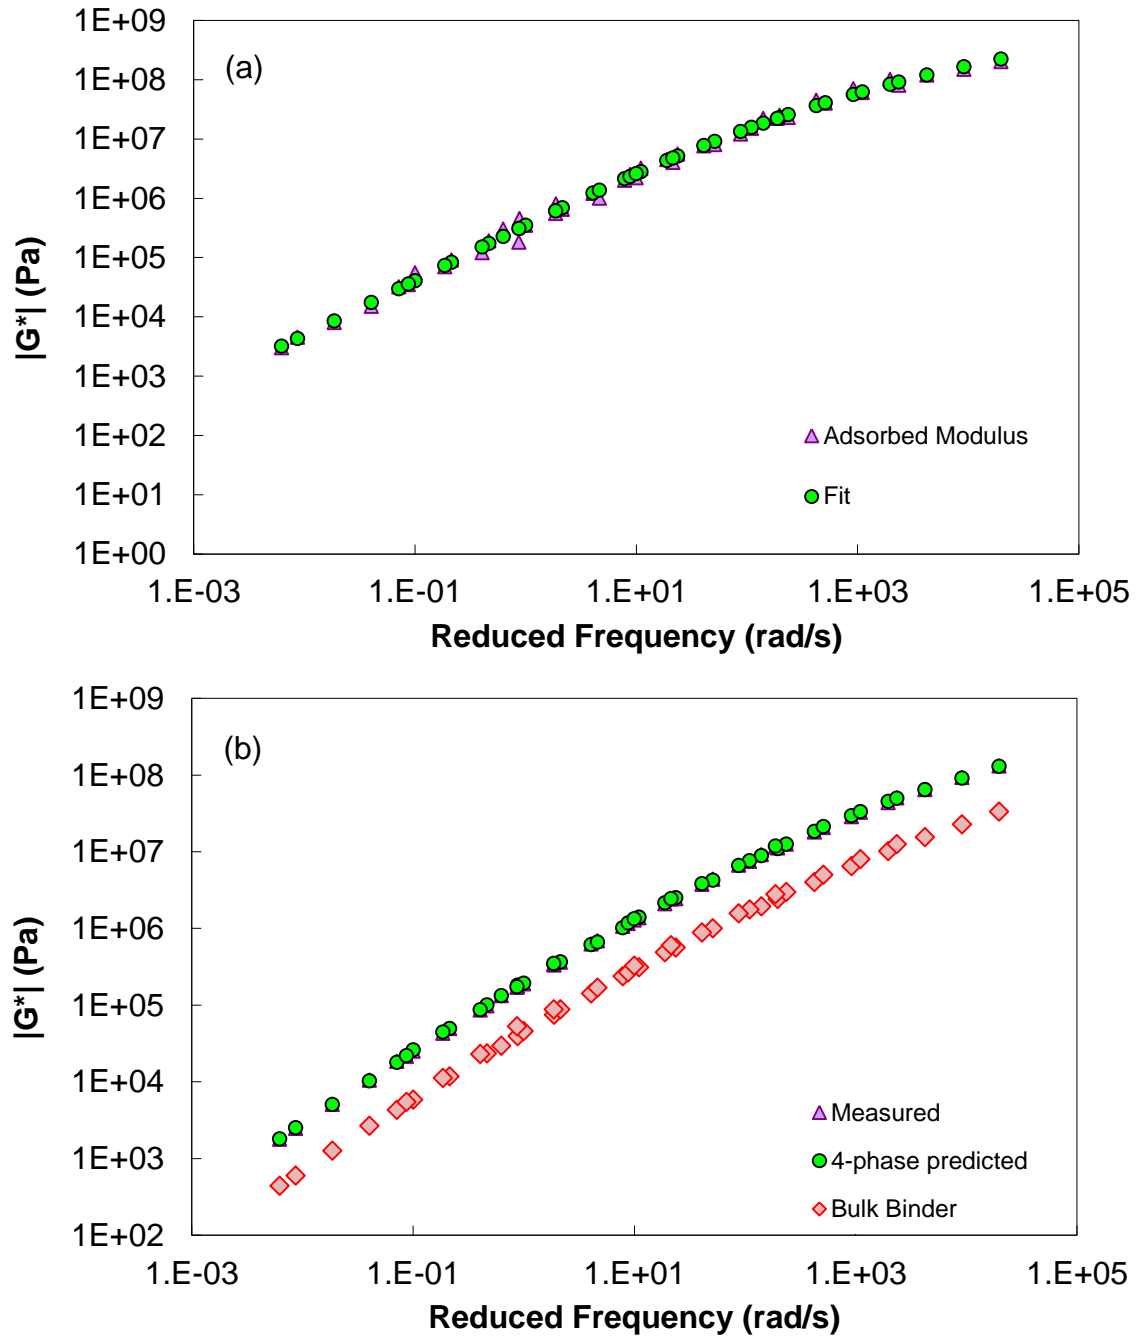 (a)
1E+09
1E+08
1E+07
1E+06
1E+05
1E+04
1E+03
1E+02
1E+01
1E+00
|G*| (Pa)
Adsorbed Modulus
Fit
1.E-03 1.E-01 1.E+01 1.E+03 1.E+05
Reduced Frequency (rad/s)
(b)
1E+09
1E+08
1E+07
1E+06
1E+05
1E+04
1E+03
1E+02
|G*| (Pa)
Measured
4-phase predicted
Bulk Binder
1.E-03 1.E-01 1.E+01 1.E+03 1.E+05
Reduced Frequency (rad/s)